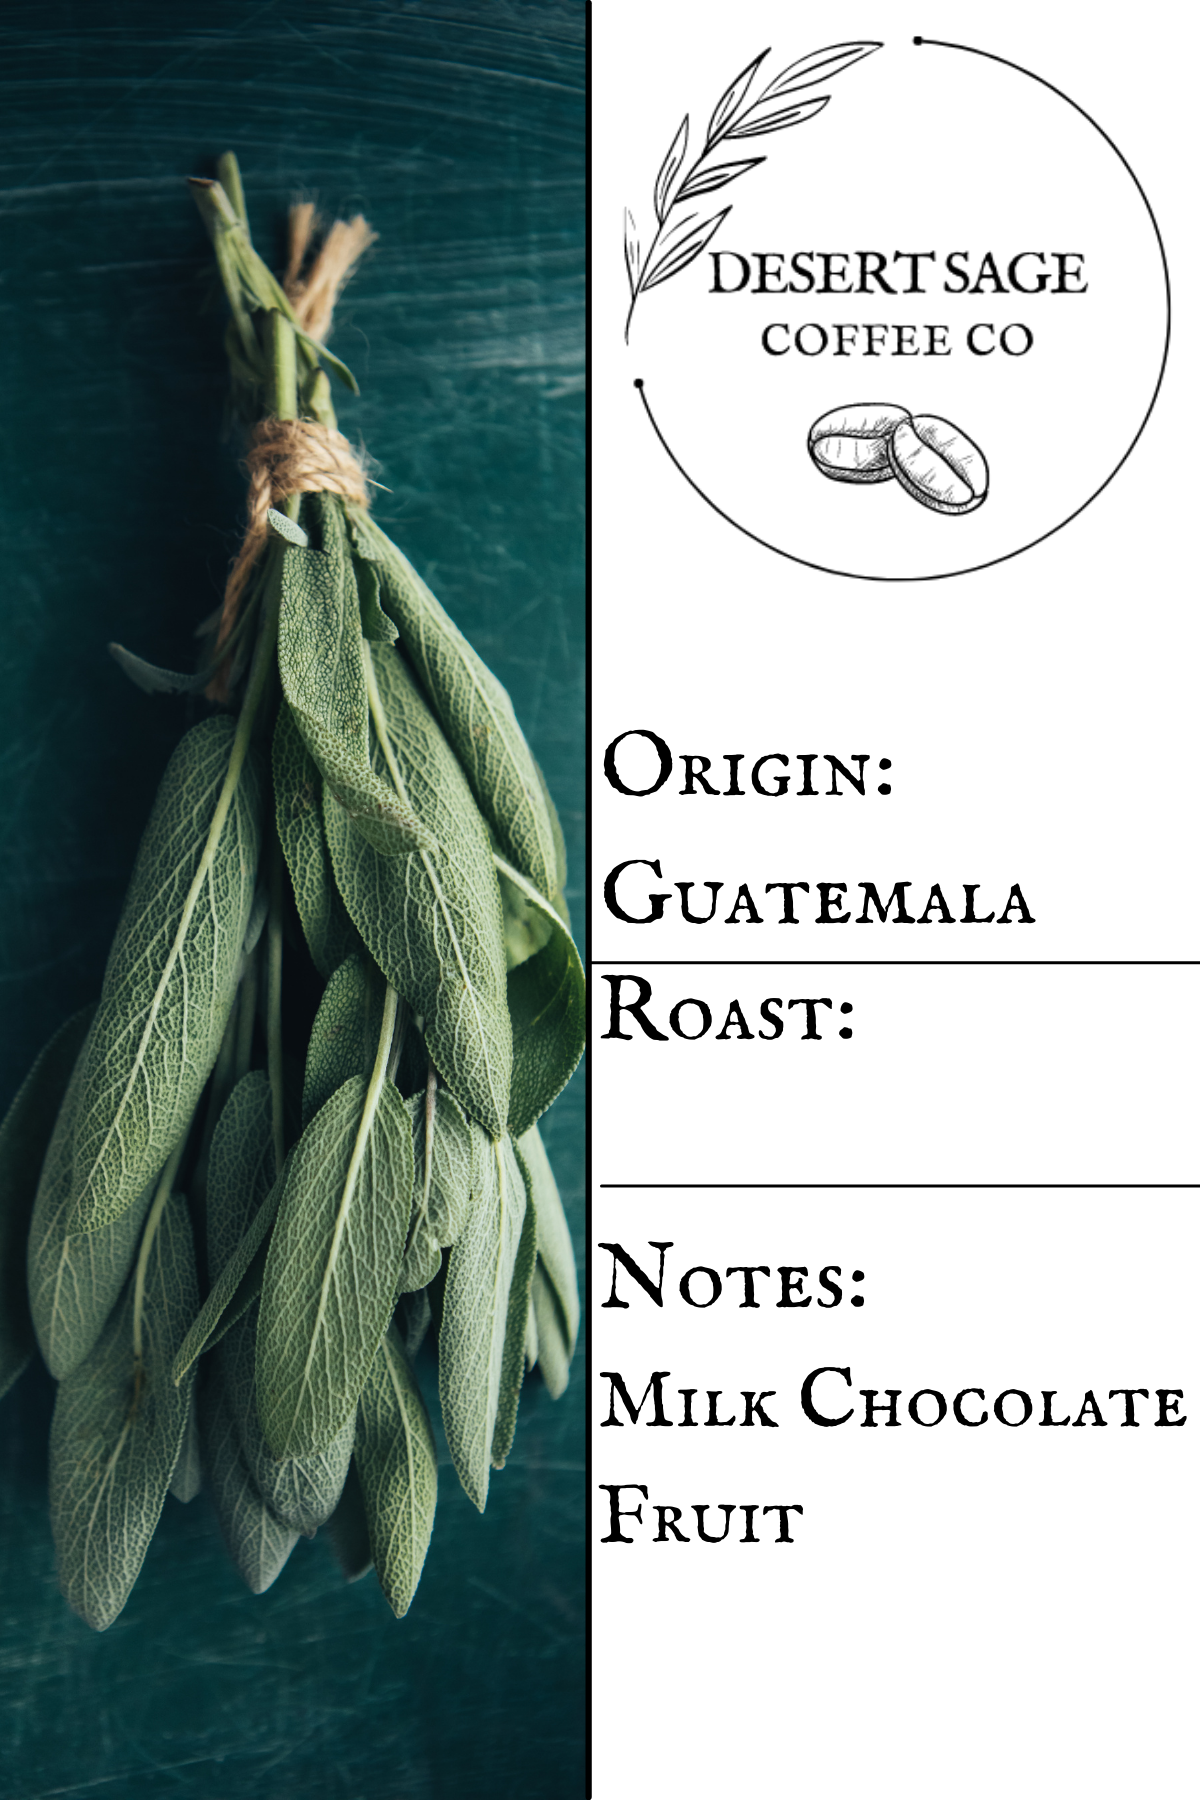 DESERT SAGE
COFFEE CO
Origin:
Guatemala
Roast:
Notes:
Milk Chocolate
Fruit